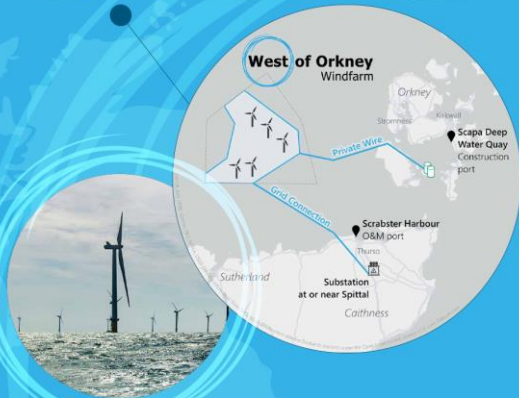 West of Orkney
Windfarm
Orkney
Stromness
Kirkwall
Private Wire
Scapa Deep
Water Quay
Construction
port
Grid Connection
Scrabster Harbour
O&M port
Thurso
Sutherland
Substation
at or near Spittal
Caithness